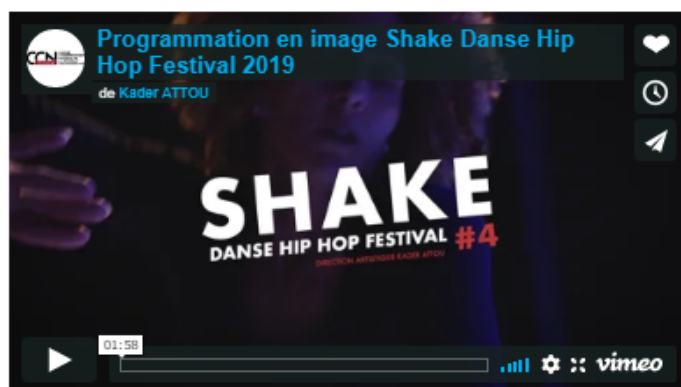 CCN
Programmation en image Shake Danse Hip
Hop Festival 2019
de Kader ATTOU
SHAKE
DANSE HIP HOP FESTIVAL #4
DIRECTION ARTISTIQUE KADER ATTOU
01:58
vimeo